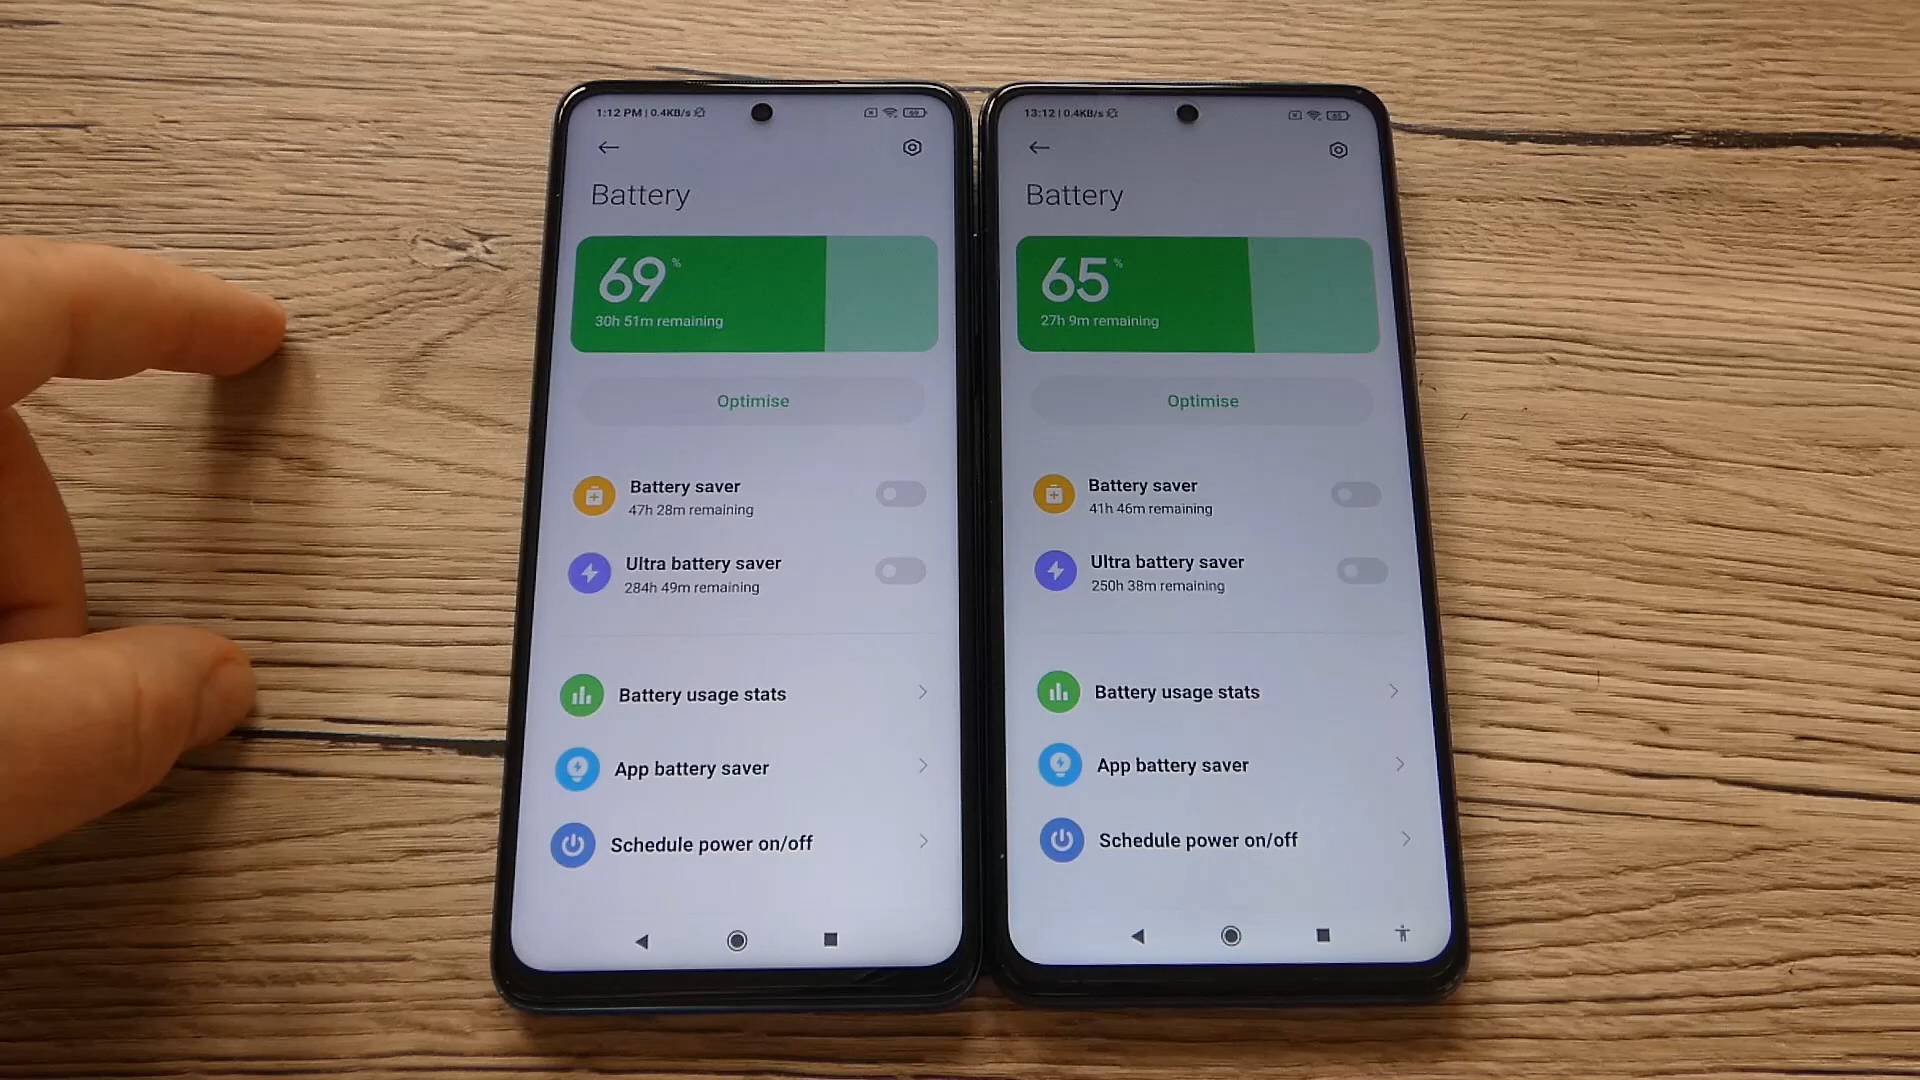 1:12 PM | 0.4KB/s
69
Battery
69%
30h 51m remaining
Optimise
Battery saver
47h 28m remaining
Ultra battery saver
284h 49m remaining
Battery usage stats
App battery saver
Schedule power on/off
13:12 | 0.4KB/s
65
Battery
65%
27h 9m remaining
Optimise
Battery saver
41h 46m remaining
Ultra battery saver
250h 38m remaining
Battery usage stats
App battery saver
Schedule power on/off